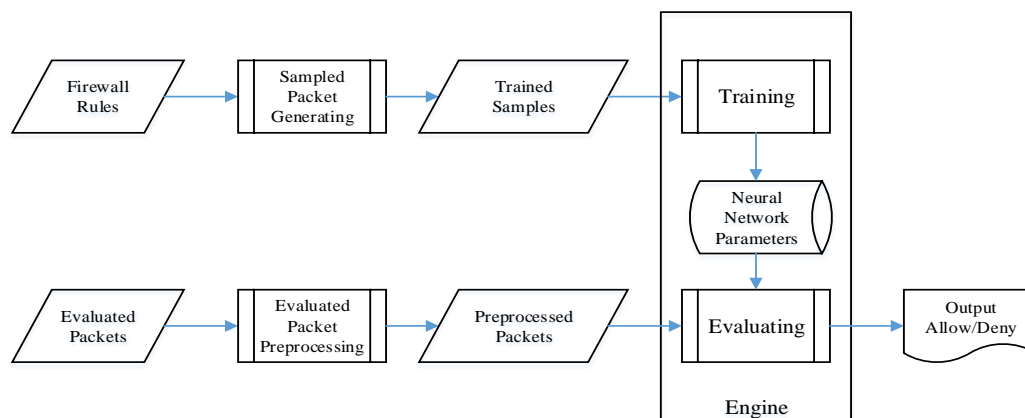 Firewall
Rules
Sampled
Packet
Generating
Trained
Samples
Training
Neural
Network
Parameters
Evaluated
Packets
Evaluated
Packet
Preprocessing
Preprocessed
Packets
Evaluating
Output
Allow/Deny
Engine